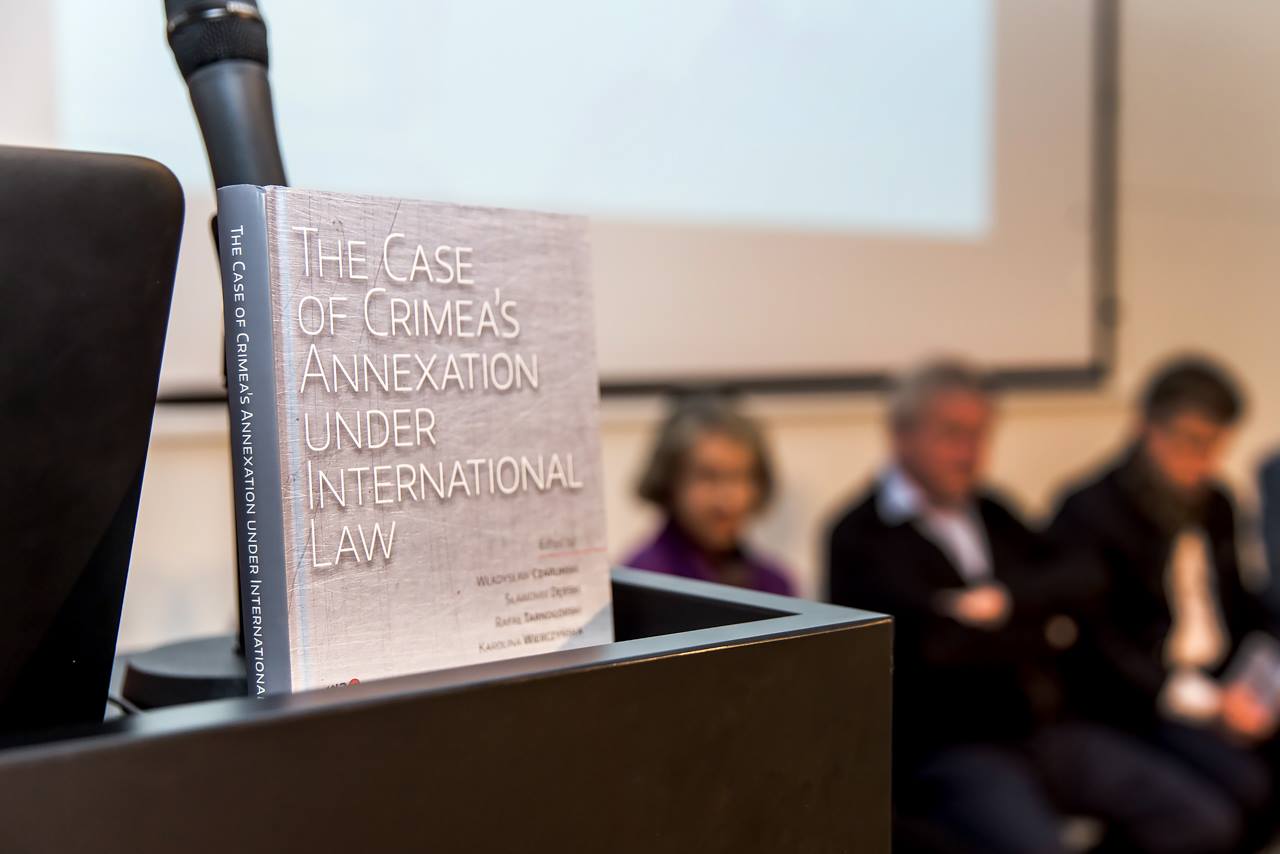 THE CASE OF CRIMEA'S ANNEXATION UNDER INTERNATIONAL
THE CASE
OF CRIMEA'S
ANNEXATION
UNDER
INTERNATIONAL
LAW
Edited by
WŁADYSŁAW CZAPLIŃSKI
SŁAWOMIR DĘBSKI
RAFAŁ TARNOGÓRSKI
KAROLINA WIERCZYŃSKA